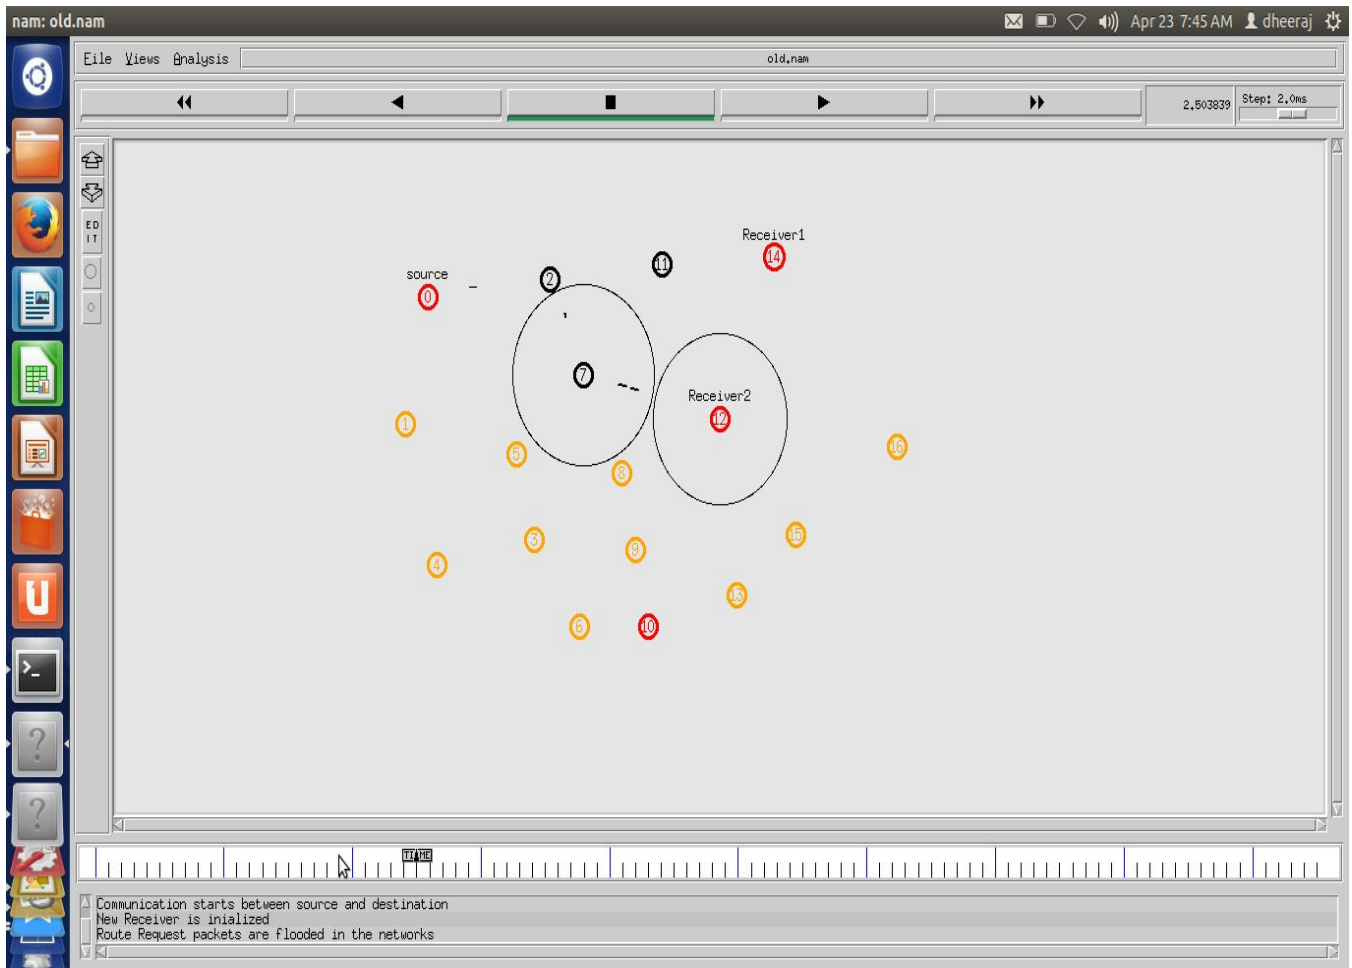 nam: old.nam
Apr 23 7:45 AM dheeraj
File Views Analysis
old.nam
2.503839 Step: 2.0ms
ED
IT
Receiver1
14
11
source
2
0
7
Receiver2
12
1
16
5
8
3
15
9
4
13
6
10
TIME
Communication starts between source and destination
New Receiver is inialized
Route Request packets are flooded in the networks